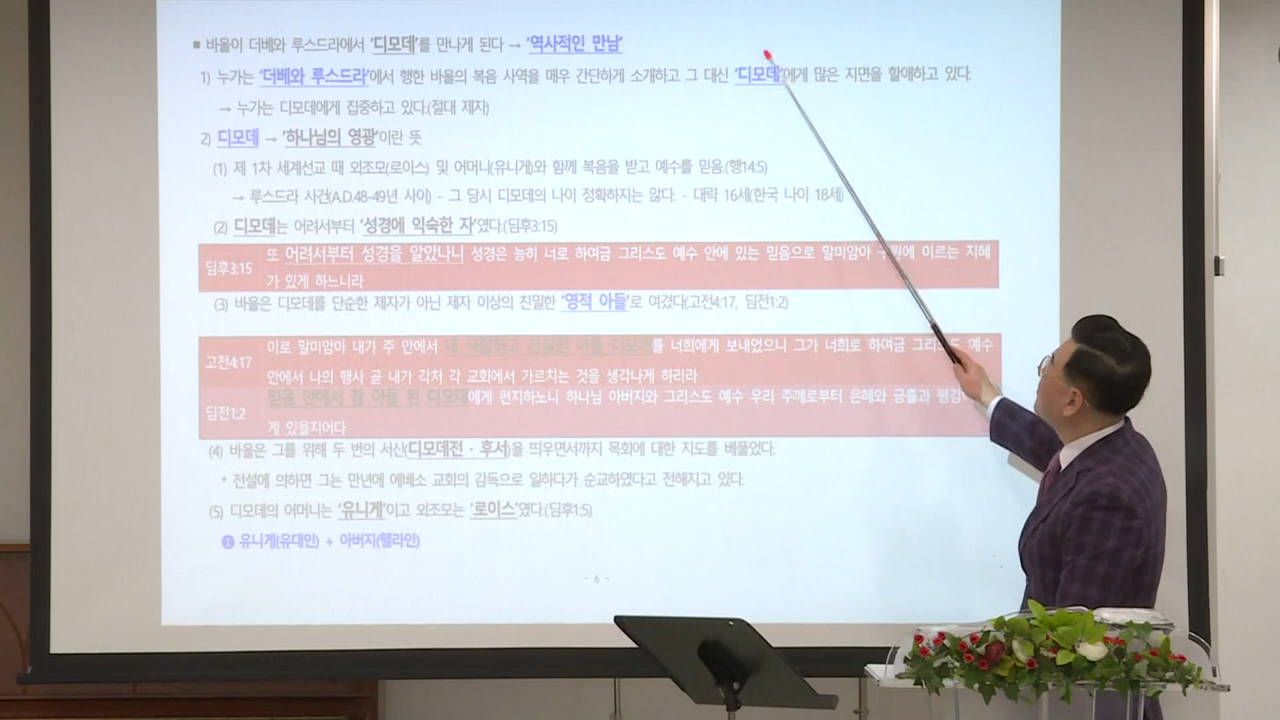 ■ 바울이 더베와 루스드라에서 '디모데'를 만나게 된다 → '역사적인 만남'
1) 누가는 '더베와 루스드라'에서 행한 바울의 복음 사역을 매우 간단하게 소개하고 그 대신 '디모데'에게 많은 지면을 할애하고 있다.
→ 누가는 디모데에게 집중하고 있다.(절대 제자)
2) 디모데 → '하나님의 영광'이란 뜻
(1) 제 1차 세계선교 때 외조모(로이스) 및 어머니(유니게)와 함께 복음을 받고 예수를 믿음.(행14:5)
→ 루스드라 사건(A.D.48-49년 사이) - 그 당시 디모데의 나이 정확하지는 않다. - 대략 16세(한국 나이 18세)
(2) 디모데는 어려서부터 '성경에 익숙한 자'였다.(딤후3:15)
딤후3:15 또 어려서부터 성경을 알았나니 성경은 능히 너로 하여금 그리스도 예수 안에 있는 믿음으로 말미암아 이르는 지혜
가 있게 하느니라
(3) 바울은 디모데를 단순한 제자가 아닌 제자 이상의 친밀한 '영적 아들'로 여겼다(고전4:17, 딤전1:2)
고전4:17 이로 말미암아 내가 주 안에서 내 사랑하고 신실한 아들 디모데를 너희에게 보내었으니 그가 너희로 하여금 그리스도 예수
안에서 나의 행사 곧 내가 각처 각 교회에서 가르치는 것을 생각나게 하리라
딤전1:2 믿음 안에서 참 아들 된 디모데에게 편지하노니 하나님 아버지와 그리스도 예수 우리 주께로부터 은혜와 긍휼과 평강
게 있을지어다
(4) 바울은 그를 위해 두 번의 서신(디모데전 · 후서)을 띄우면서까지 목회에 대한 지도를 베풀었다.
* 전설에 의하면 그는 만년에 에베소 교회의 감독으로 일하다가 순교하였다고 전해지고 있다.
(5) 디모데의 어머니는 '유니게'이고 외조모는 '로이스'였다.(딤후1:5)
❶ 유니게(유대인) + 아버지(헬라인)
- 6 -